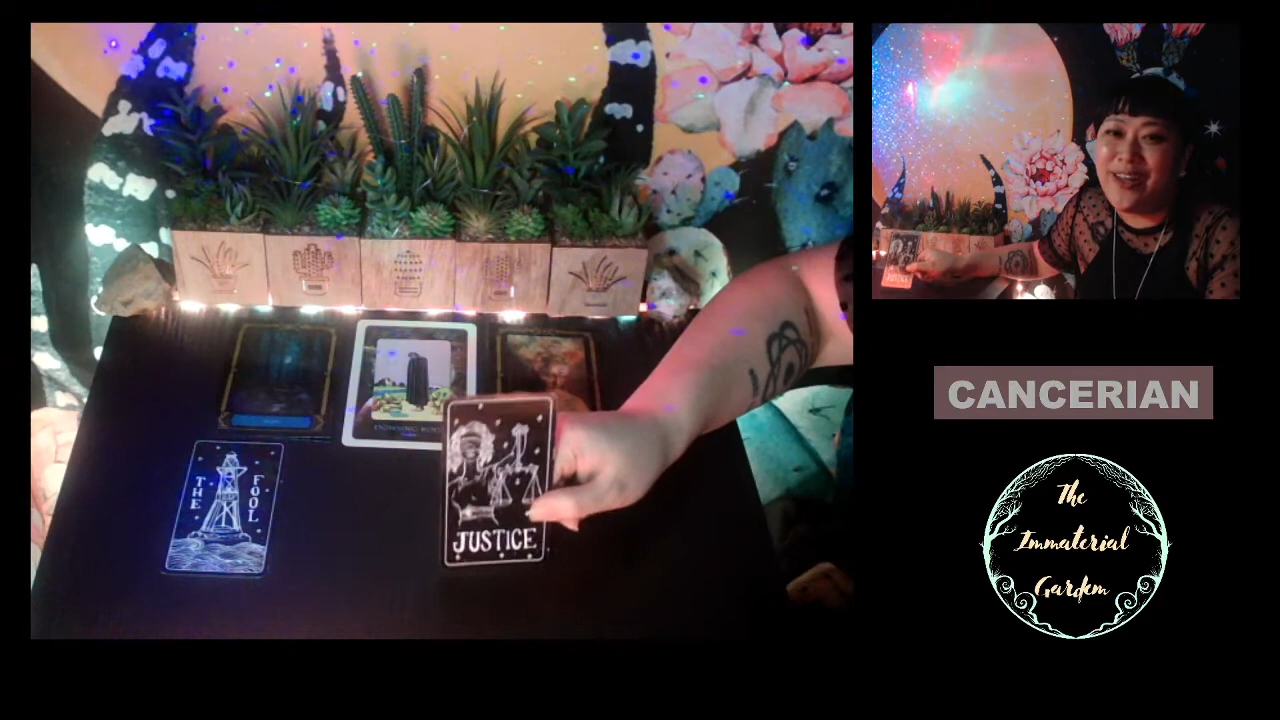 THE
FOOL
JUSTICE
CANCERIAN
The
Immaterial
Garden